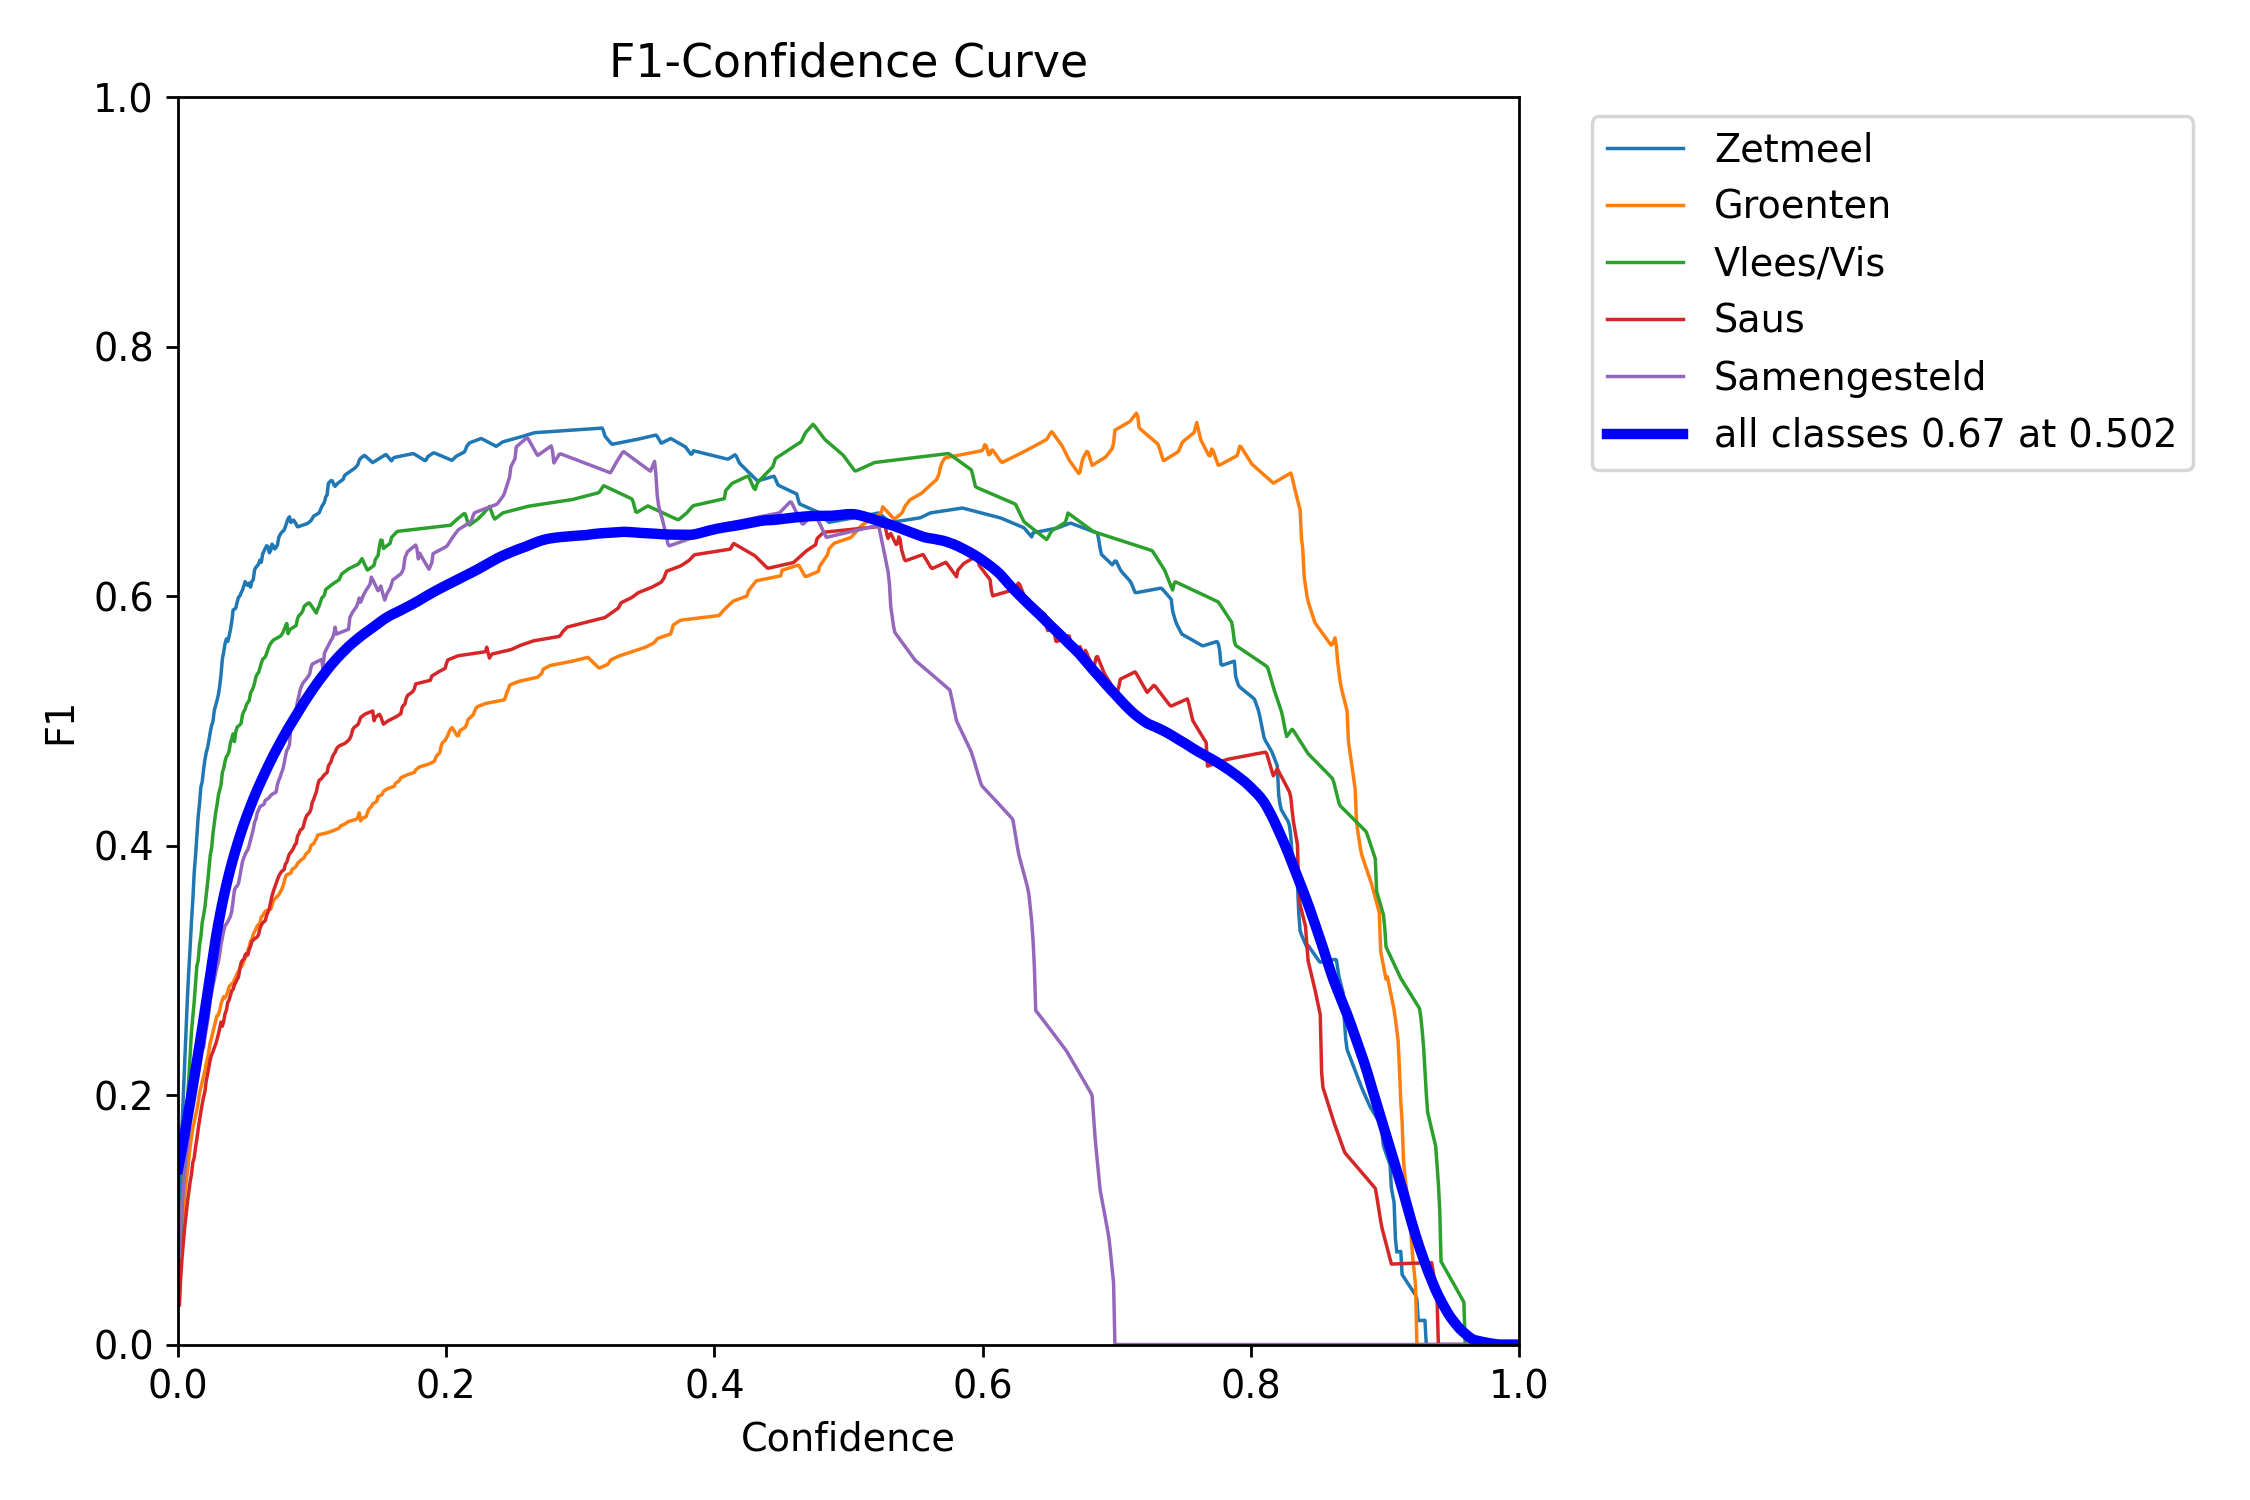 F1-Confidence Curve
1.0
0.8
0.6
0.4
0.2
0.0
F1
0.0 0.2 0.4 0.6 0.8 1.0
Confidence
Zetmeel
Groenten
Vlees/Vis
Saus
Samengesteld
all classes 0.67 at 0.502